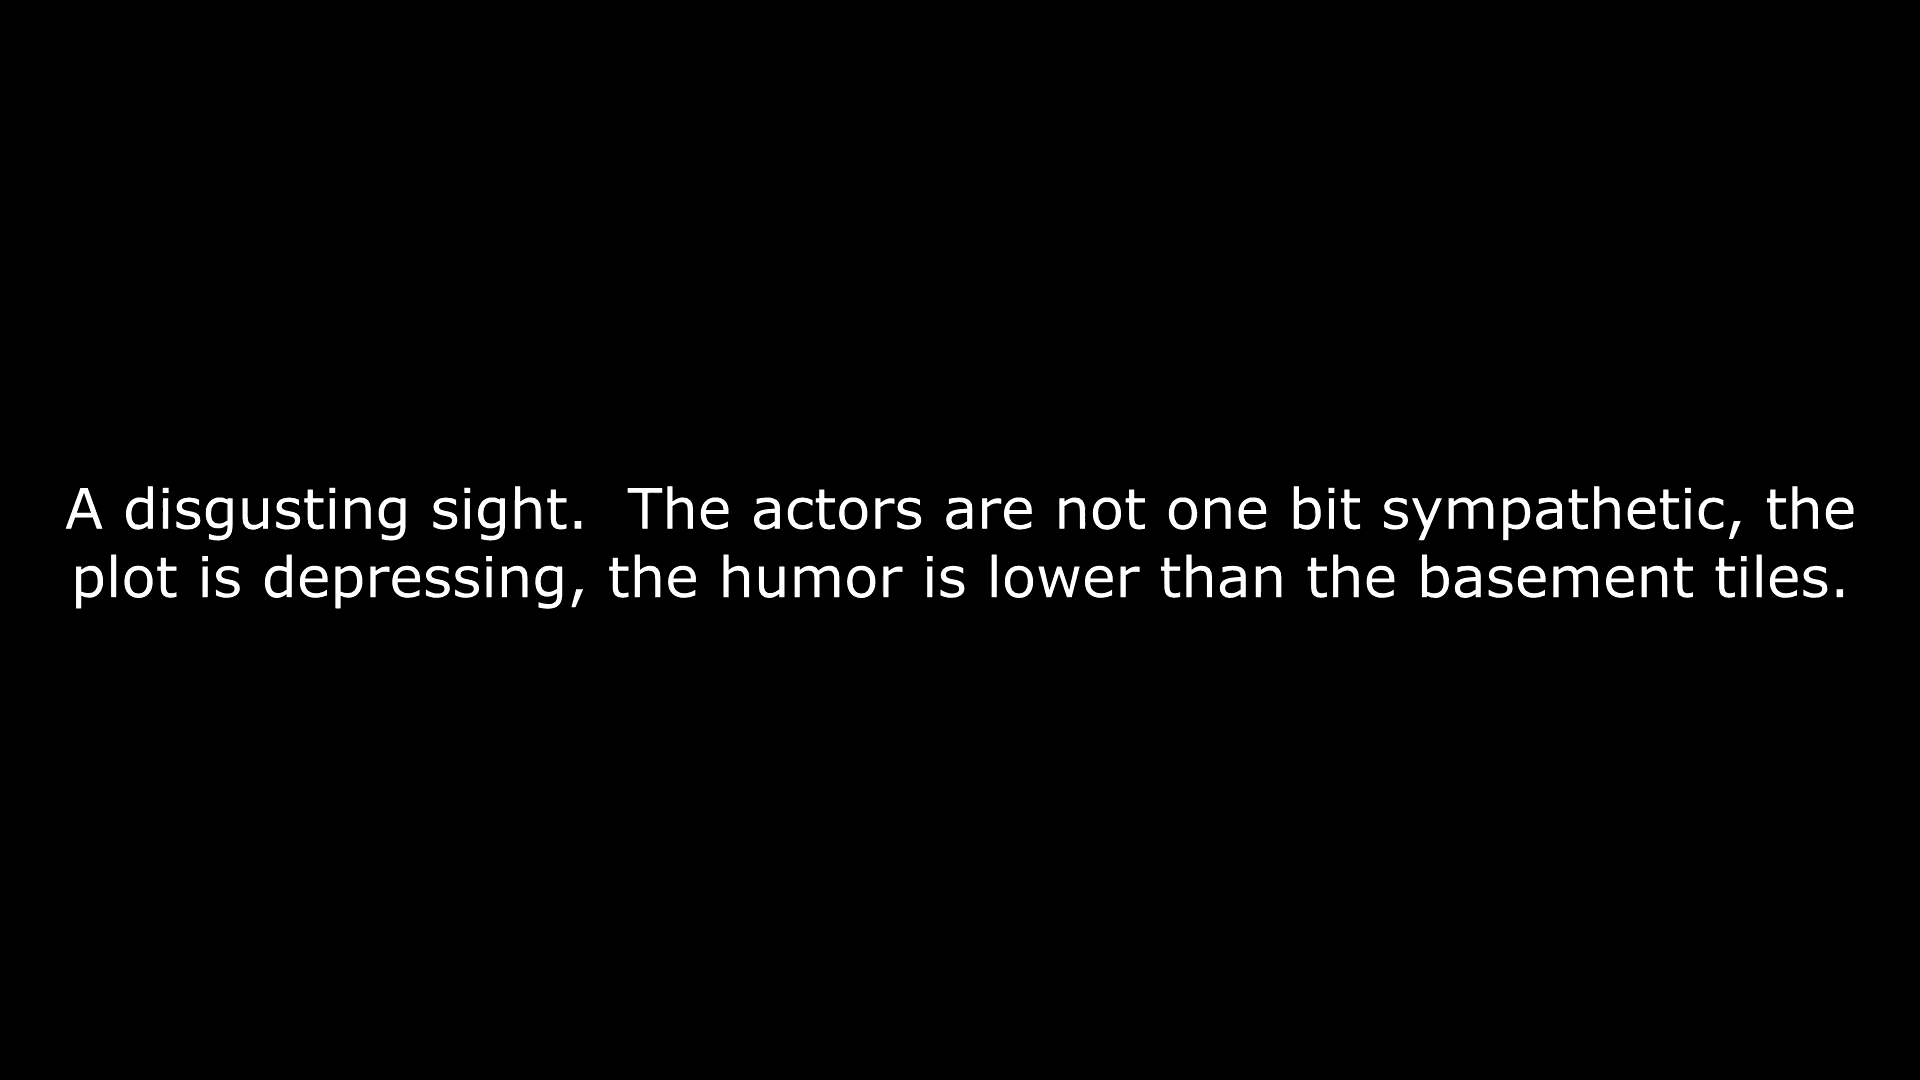 A disgusting sight.  The actors are not one bit sympathetic, the
plot is depressing, the humor is lower than the basement tiles.